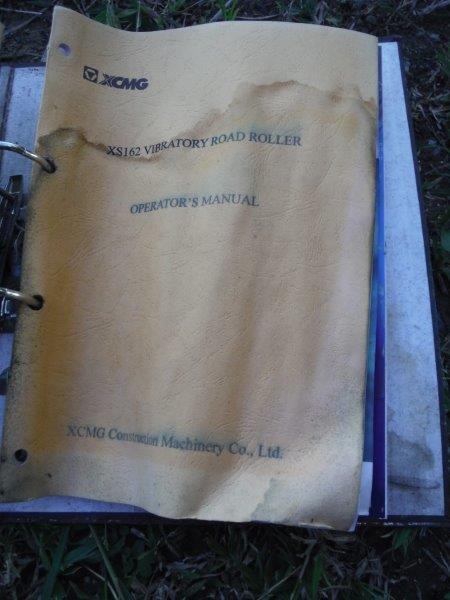 XCMG
XS162 VIBRATORY ROAD ROLLER
OPERATOR'S MANUAL
XCMG Construction Machinery Co., Ltd.